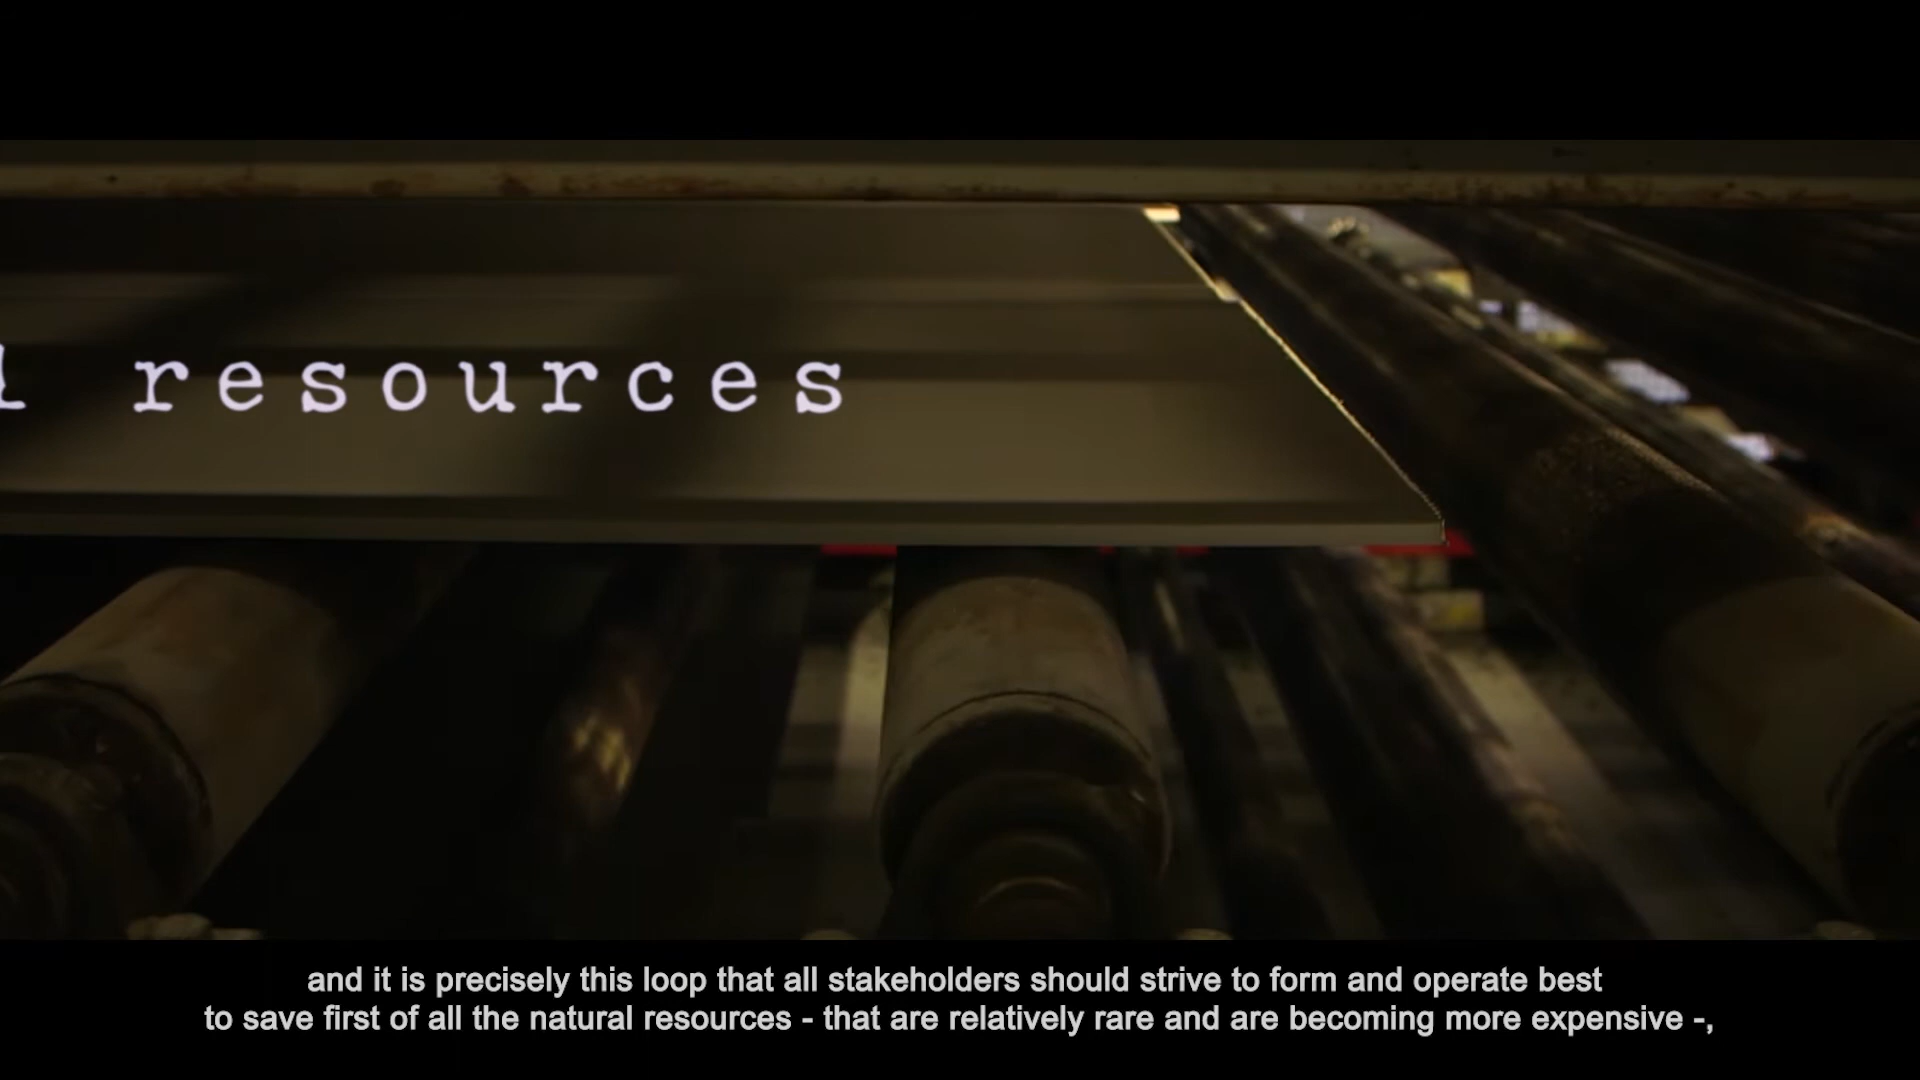 l resources
and it is precisely this loop that all stakeholders should strive to form and operate best
to save first of all the natural resources - that are relatively rare and are becoming more expensive -,